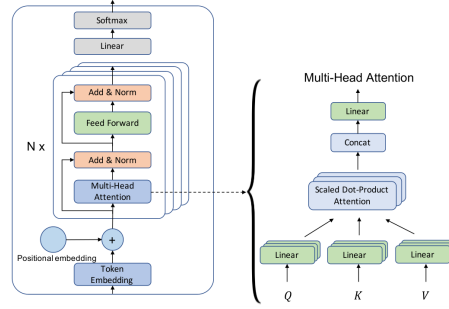 Softmax
Linear
Add & Norm
Feed Forward
N x
Add & Norm
Multi-Head
Attention
+
Positional embedding
Token
Embedding
Multi-Head Attention
Linear
Concat
Scaled Dot-Product
Attention
Linear
Linear
Linear
Q
K
V